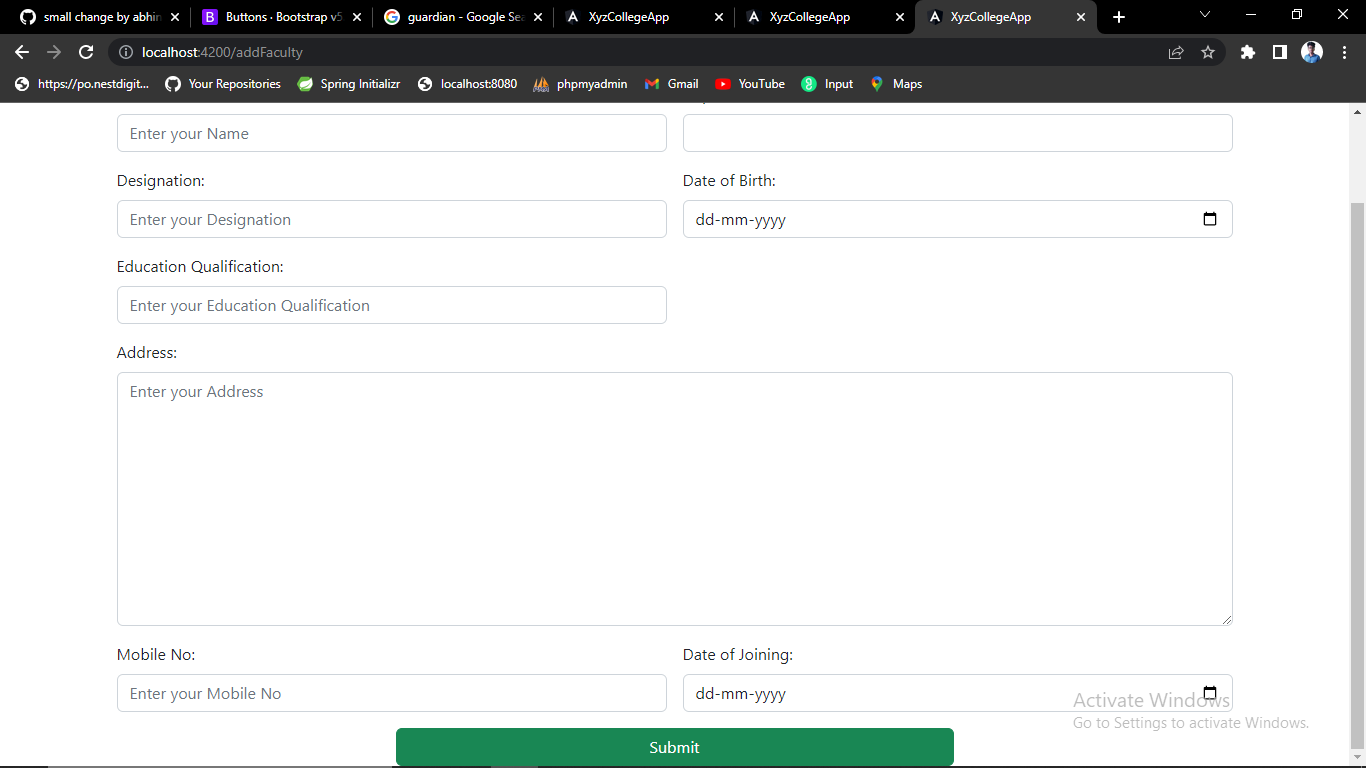 small change by abhin
Buttons · Bootstrap v5
guardian - Google Sea
XyzCollegeApp
XyzCollegeApp
XyzCollegeApp
localhost:4200/addFaculty
https://po.nestdigit...
Your Repositories
Spring Initializr
localhost:8080
phpmyadmin
Gmail
YouTube
Input
Maps
Enter your Name
Designation:
Date of Birth:
Enter your Designation
dd-mm-yyyy
Education Qualification:
Enter your Education Qualification
Address:
Enter your Address
Mobile No:
Date of Joining:
Enter your Mobile No
dd-mm-yyyy
Activate Windows
Go to Settings to activate Windows.
Submit